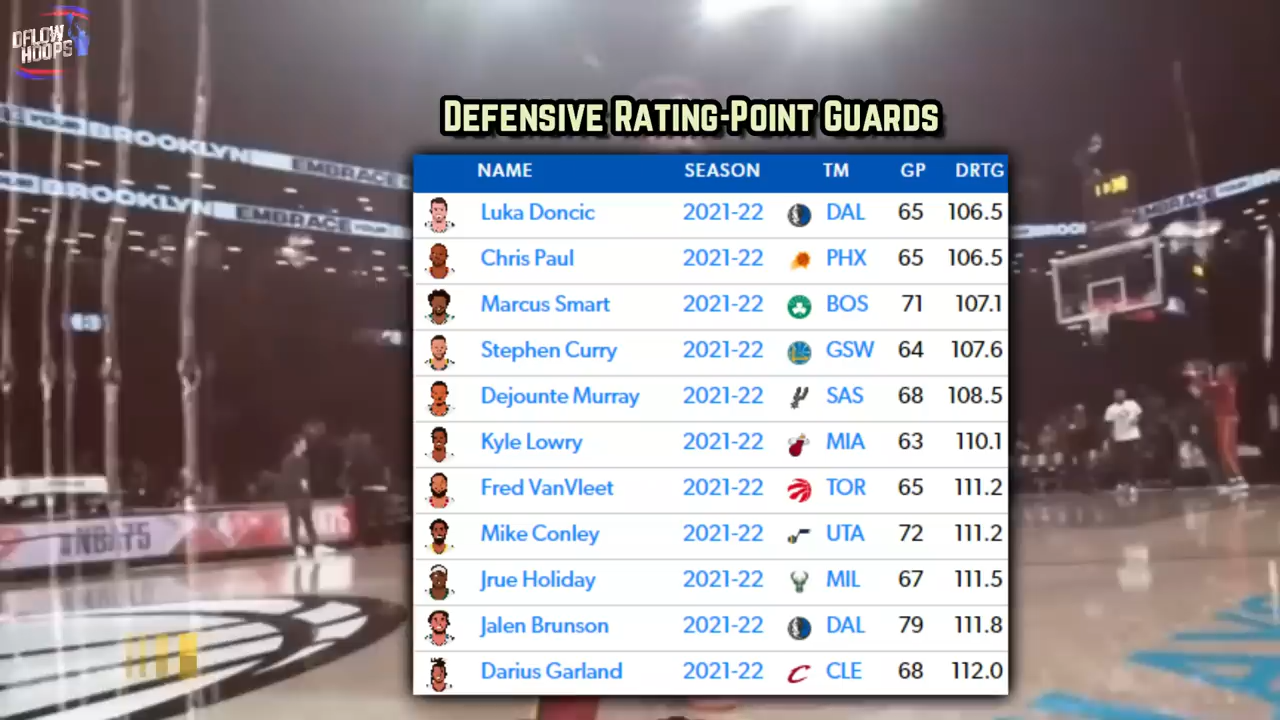 DFLOW
HOOPS
BROOKLYN EMBRACE
BROOKLYN EMBRACE YOUR
EMBRACE
#NBA75
DEFENSIVE RATING-POINT GUARDS
NAME SEASON TM GP DRTG
Luka Doncic 2021-22 DAL 65 106.5
Chris Paul 2021-22 PHX 65 106.5
Marcus Smart 2021-22 BOS 71 107.1
Stephen Curry 2021-22 GSW 64 107.6
Dejounte Murray 2021-22 SAS 68 108.5
Kyle Lowry 2021-22 MIA 63 110.1
Fred VanVleet 2021-22 TOR 65 111.2
Mike Conley 2021-22 UTA 72 111.2
Jrue Holiday 2021-22 MIL 67 111.5
Jalen Brunson 2021-22 DAL 79 111.8
Darius Garland 2021-22 CLE 68 112.0